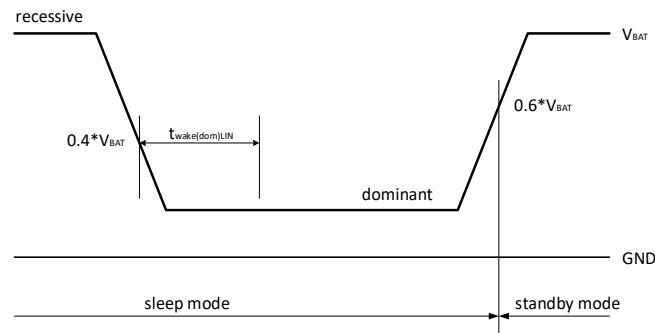 recessive
VBAT
0.6*VBAT
0.4*VBAT
twake(dom)LIN
dominant
GND
sleep mode
standby mode